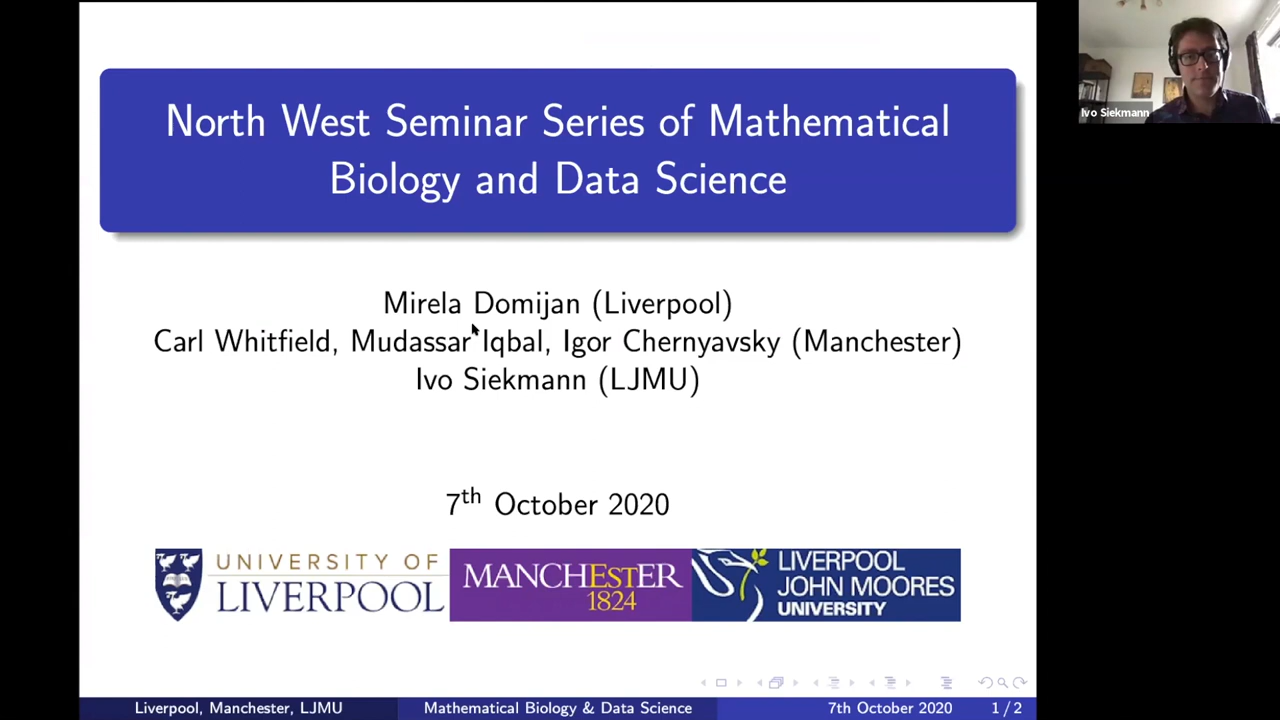 North West Seminar Series of Mathematical
Biology and Data Science
Mirela Domijan (Liverpool)
Carl Whitfield, Mudassar Iqbal, Igor Chernyavsky (Manchester)
Ivo Siekmann (LJMU)
7th October 2020
UNIVERSITY OF
LIVERPOOL
MANCHESTER
1824
LIVERPOOL
JOHN MOORES
UNIVERSITY
Liverpool, Manchester, LJMU
Mathematical Biology & Data Science
7th October 2020
1 / 2
Ivo Siekmann